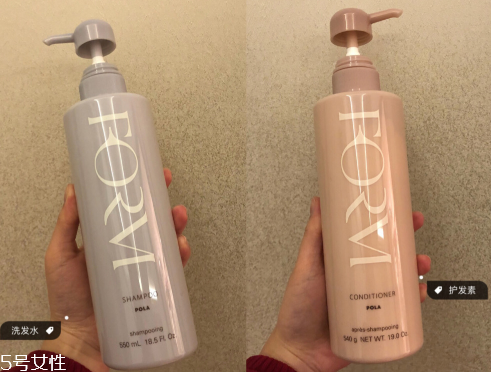 FORM
SHAMPOO
POLA
shampooing
550 mL 18.5 Fl. Oz.
洗发水
5号女性
FORM
CONDITIONER
POLA
après-shampooing
540 g NET WT. 19.0 Oz.
护发素